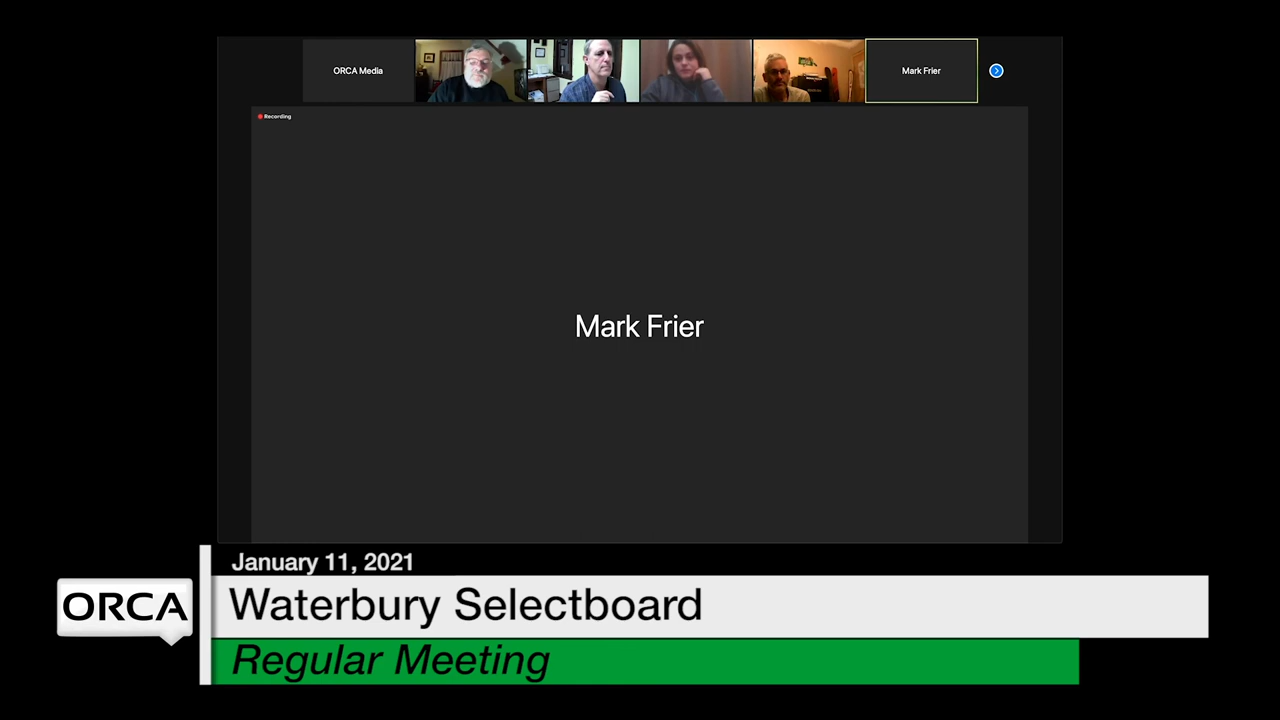 ORCA Media
Mark Frier
Recording
Mark Frier
January 11, 2021
ORCA
Waterbury Selectboard
Regular Meeting